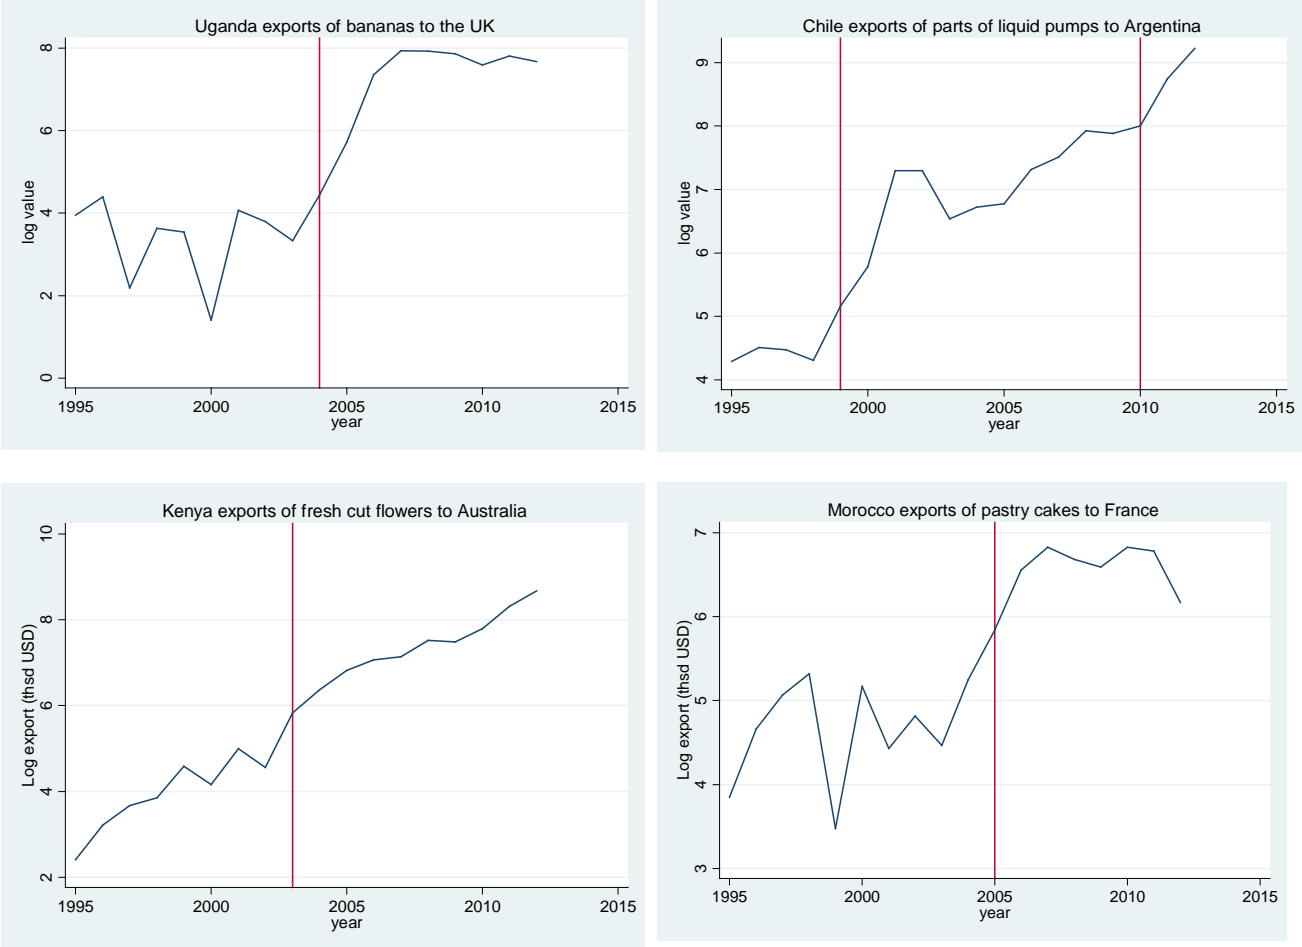 Uganda exports of bananas to the UK
log value
8
6
4
2
0
1995 2000 2005 2010 2015
year
Chile exports of parts of liquid pumps to Argentina
log value
9
8
7
6
5
4
1995 2000 2005 2010 2015
year
Kenya exports of fresh cut flowers to Australia
Log export (thsd USD)
10
8
6
4
2
1995 2000 2005 2010 2015
year
Morocco exports of pastry cakes to France
Log export (thsd USD)
7
6
5
4
3
1995 2000 2005 2010 2015
year